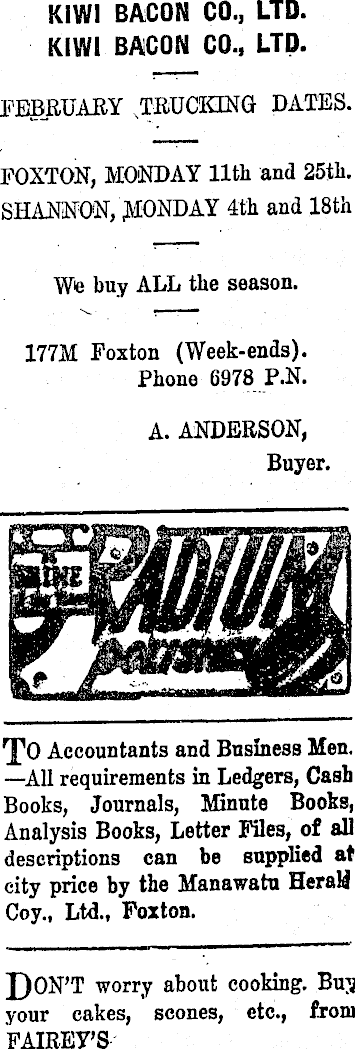 KIWI BACON CO., LTD.
KIWI BACON CO., LTD.
FEBRUARY TRUCKING DATES.
FOXTON, MONDAY 11th and 25th.
SHANNON, MONDAY 4th and 18th
We buy ALL the season.
177M Foxton (Week-ends).
Phone 6978 P.N.
A. ANDERSON,
Buyer.
A
SHINE
RADIUM
POLISHES
TO Accountants and Business Men.
—All requirements in Ledgers, Cash
Books, Journals, Minute Books,
Analysis Books, Letter Files, of all
descriptions can be supplied at
city price by the Manawatu Herald
Coy., Ltd., Foxton.
DON'T worry about cooking. Buy
your cakes, scones, etc., from
FAIREY'S